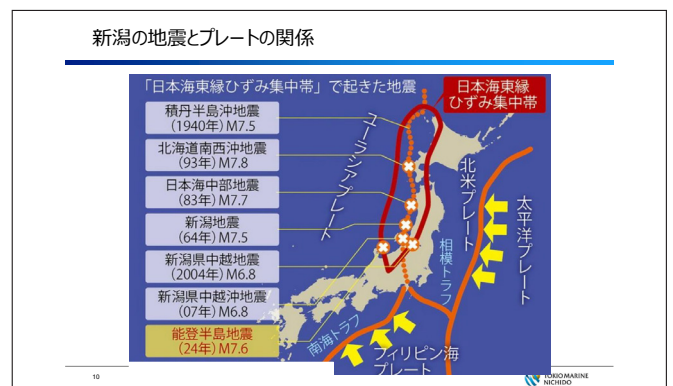 新潟の地震とプレートの関係
「日本海東縁ひずみ集中帯」で起きた地震
日本海東縁
ひずみ集中帯
積丹半島沖地震
(1940年)M7.5
北海道南西沖地震
(93年)M7.8
日本海中部地震
(83年)M7.7
新潟地震
(64年)M7.5
新潟県中越地震
(2004年)M6.8
新潟県中越沖地震
(07年)M6.8
能登半島地震
(24年)M7.6
ユーラシアプレート
北米プレート
太平洋プレート
相模トラフ
南海トラフ
フィリピン海
プレート
10
TOKIO MARINE
NICHIDO